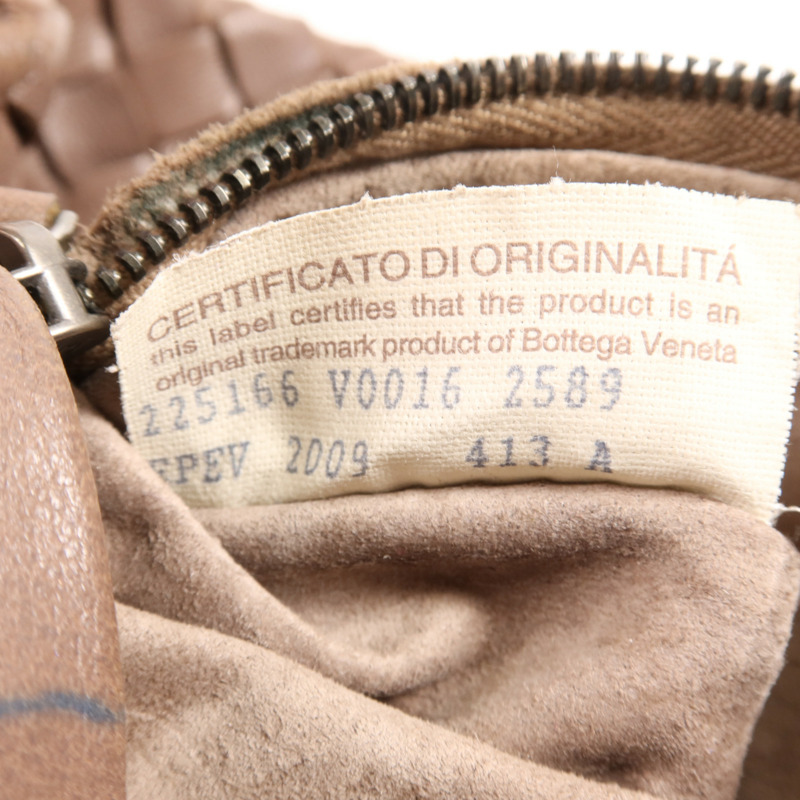 CERTIFICATO DI ORIGINALITÁ
this label certifies that the product is an
original trademark product of Bottega Veneta
225166 V0016 2589
EPEV 2009 413 A